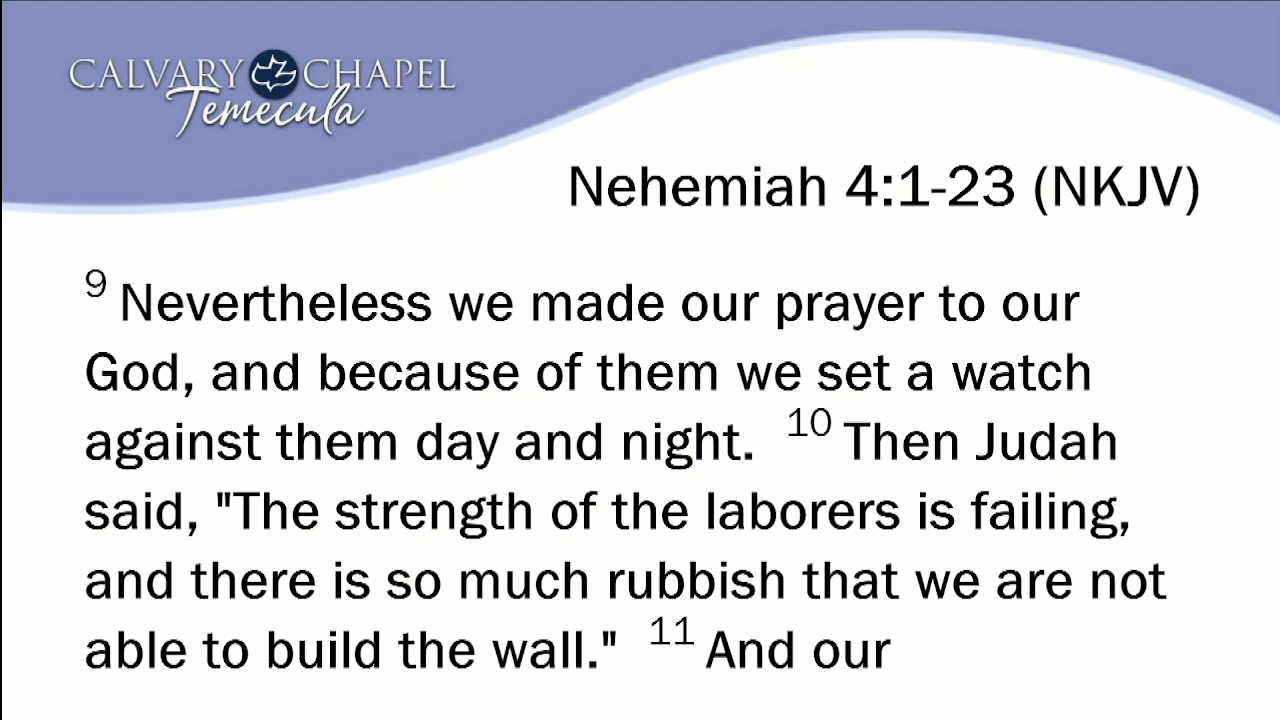 CALVARY CHAPEL
Temecula
Nehemiah 4:1-23 (NKJV)
9 Nevertheless we made our prayer to our
God, and because of them we set a watch
against them day and night. 10 Then Judah
said, "The strength of the laborers is failing,
and there is so much rubbish that we are not
able to build the wall." 11 And our